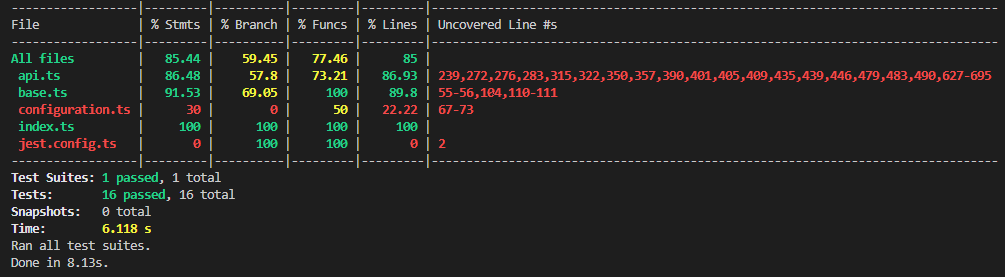 --------------------|---------|----------|---------|---------|-------------------------------------------------------------------------------
File                | % Stmts | % Branch | % Funcs | % Lines | Uncovered Line #s
--------------------|---------|----------|---------|---------|-------------------------------------------------------------------------------
All files           |   85.44 |    59.45 |   77.46 |      85 |
 api.ts             |   86.48 |     57.8 |   73.21 |   86.93 | 239,272,276,283,315,322,350,357,390,401,405,409,435,439,446,479,483,490,627-695
 base.ts            |   91.53 |    69.05 |     100 |    89.8 | 55-56,104,110-111
 configuration.ts   |      30 |        0 |      50 |   22.22 | 67-73
 index.ts           |     100 |      100 |     100 |     100 |
 jest.config.ts     |       0 |      100 |     100 |       0 | 2
--------------------|---------|----------|---------|---------|-------------------------------------------------------------------------------
Test Suites: 1 passed, 1 total
Tests:       16 passed, 16 total
Snapshots:   0 total
Time:        6.118 s
Ran all test suites.
Done in 8.13s.